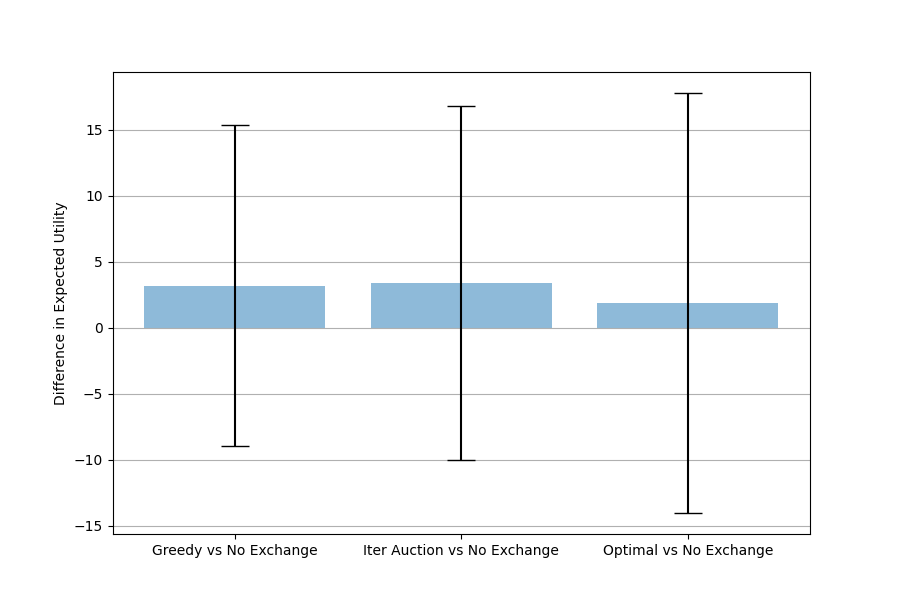 Difference in Expected Utility
15
10
5
0
−5
−10
−15
Greedy vs No Exchange
Iter Auction vs No Exchange
Optimal vs No Exchange